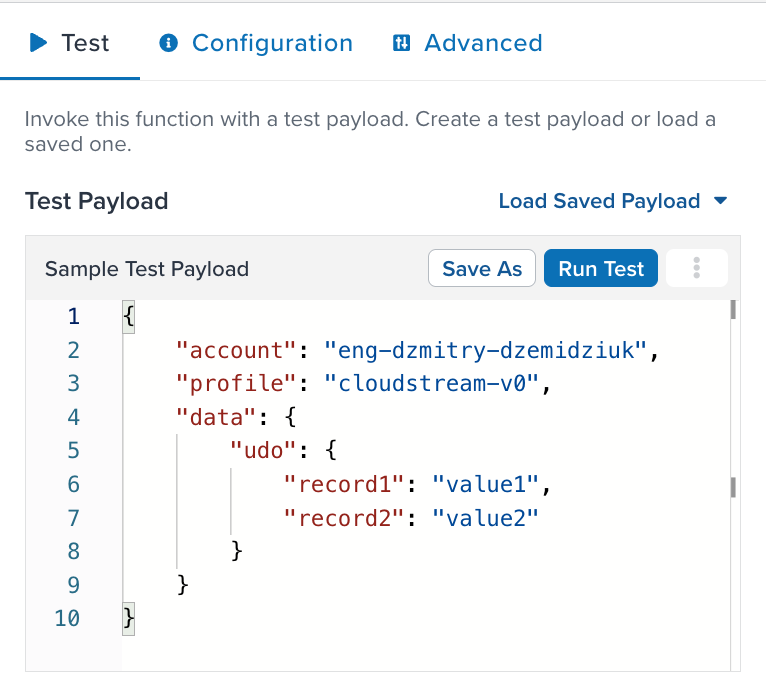 Test Configuration Advanced
Invoke this function with a test payload. Create a test payload or load a
saved one.
Test Payload Load Saved Payload
Sample Test Payload Save As Run Test
1 {
2 "account": "eng-dzmitry-dzemidziuk",
3 "profile": "cloudstream-v0",
4 "data": {
5 "udo": {
6 "record1": "value1",
7 "record2": "value2"
8 }
9 }
10 }